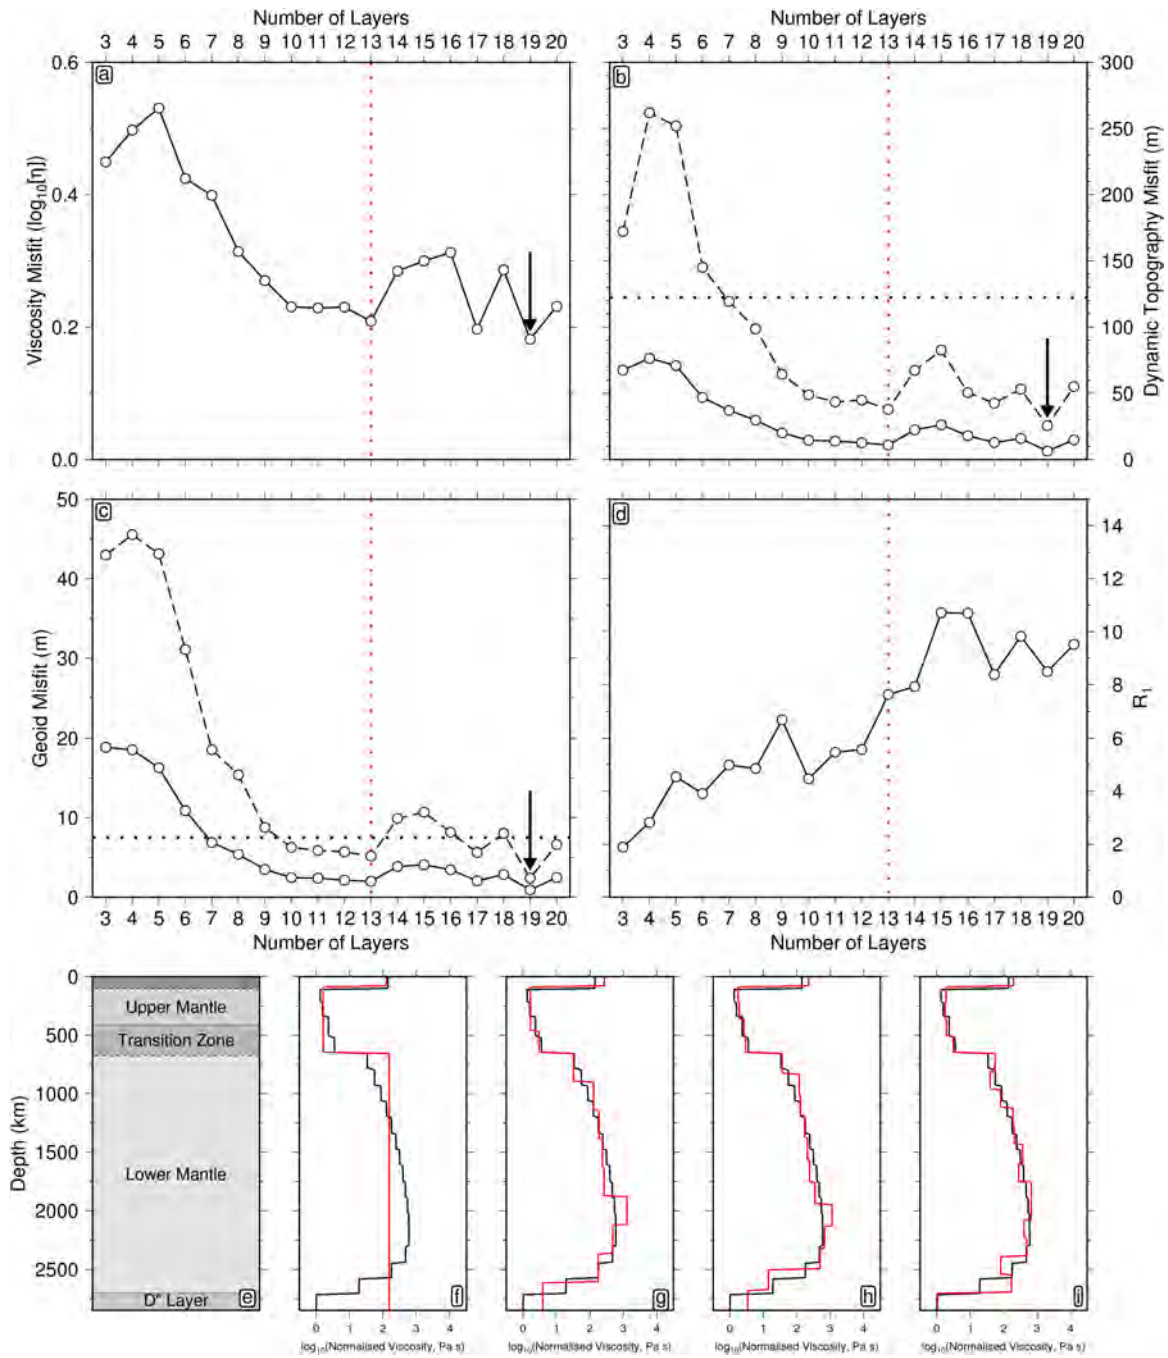 Number of Layers
3 4 5 6 7 8 9 10 11 12 13 14 15 16 17 18 19 20
a
0.6
0.4
0.2
0.0
Viscosity Misfit (log10[η])
Number of Layers
3 4 5 6 7 8 9 10 11 12 13 14 15 16 17 18 19 20
b
300
250
200
150
100
50
0
Dynamic Topography Misfit (m)
c
50
40
30
20
10
0
Geoid Misfit (m)
3 4 5 6 7 8 9 10 11 12 13 14 15 16 17 18 19 20
Number of Layers
d
14
12
10
8
6
4
2
0
R1
3 4 5 6 7 8 9 10 11 12 13 14 15 16 17 18 19 20
Number of Layers
0
500
1000
1500
2000
2500
Depth (km)
Upper Mantle
Transition Zone
Lower Mantle
D" Layer
e
f
0 1 2 3 4
log10(Normalised Viscosity, Pa s)
g
0 1 2 3 4
log10(Normalised Viscosity, Pa s)
h
0 1 2 3 4
log10(Normalised Viscosity, Pa s)
i
0 1 2 3 4
log10(Normalised Viscosity, Pa s)